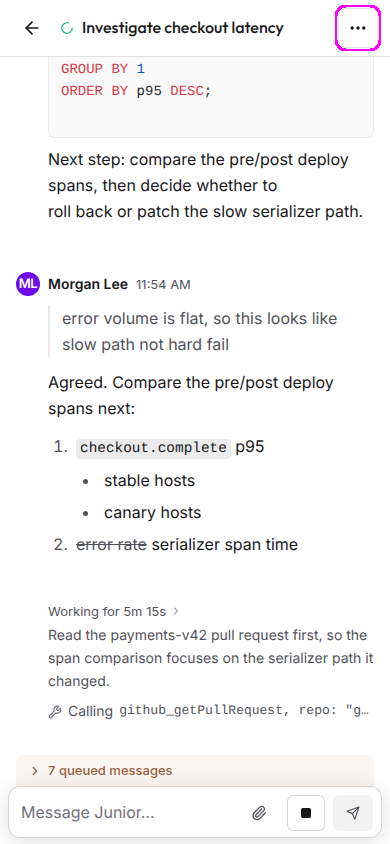 Investigate checkout latency
GROUP BY 1
ORDER BY p95 DESC;
Next step: compare the pre/post deploy
spans, then decide whether to
roll back or patch the slow serializer path.
ML Morgan Lee 11:54 AM
error volume is flat, so this looks like
slow path not hard fail
Agreed. Compare the pre/post deploy
spans next:
1. checkout.complete p95
• stable hosts
• canary hosts
2. error rate serializer span time
Working for 5m 15s >
Read the payments-v42 pull request first, so the
span comparison focuses on the serializer path it
changed.
Calling github_getPullRequest, repo: "g…
> 7 queued messages
Message Junior...